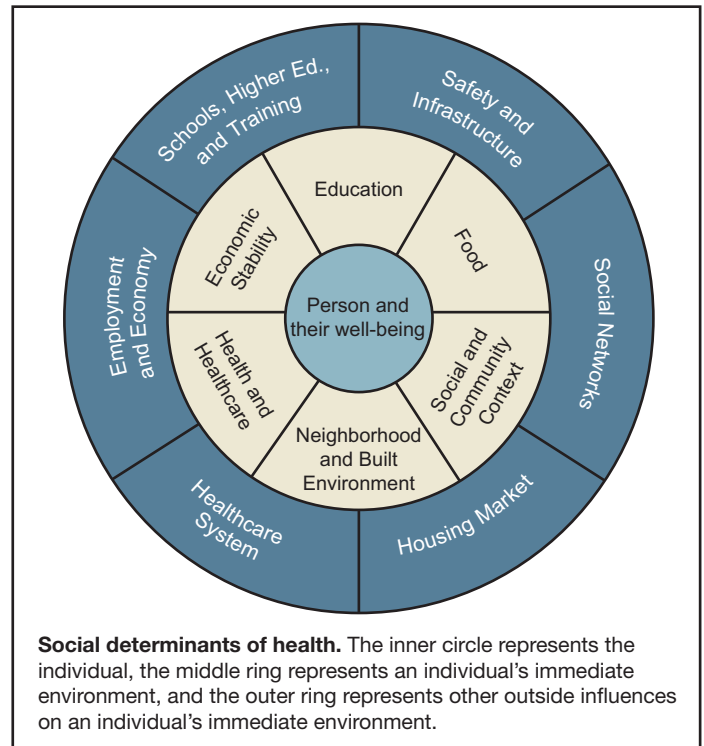 Schools, Higher Ed.,
and Training
Safety and
Infrastructure
Employment
and Economy
Social Networks
Healthcare
System
Housing Market
Education
Economic
Stability
Food
Health and
Healthcare
Social and
Community
Context
Neighborhood
and Built
Environment
Person and
their well-being
Social determinants of health. The inner circle represents the
individual, the middle ring represents an individual’s immediate
environment, and the outer ring represents other outside influences
on an individual’s immediate environment.